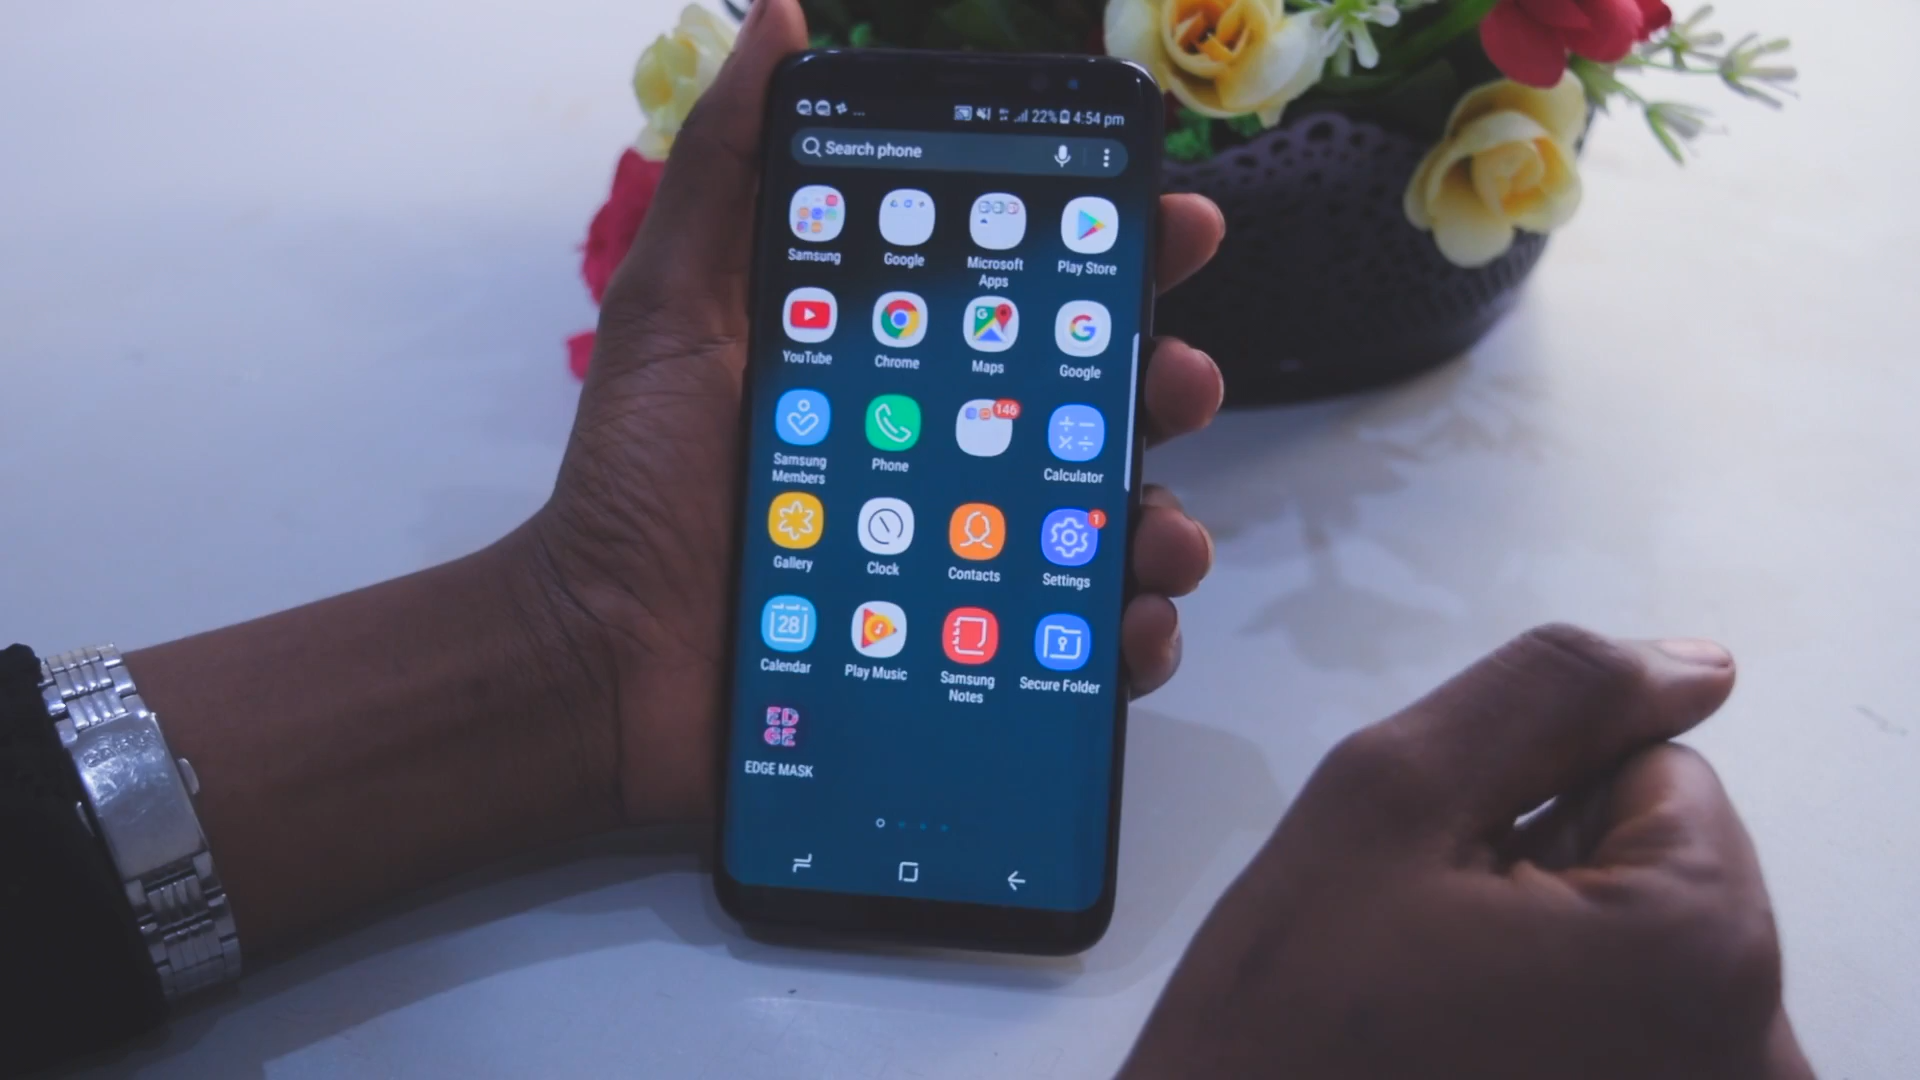 22% 4:54 pm
Search phone
Samsung Google Microsoft Apps Play Store
YouTube Chrome Maps Google
Samsung Members Phone 146 Calculator
Gallery Clock Contacts 1 Settings
28 Calendar Play Music Samsung Notes Secure Folder
ED
GE
EDGE MASK